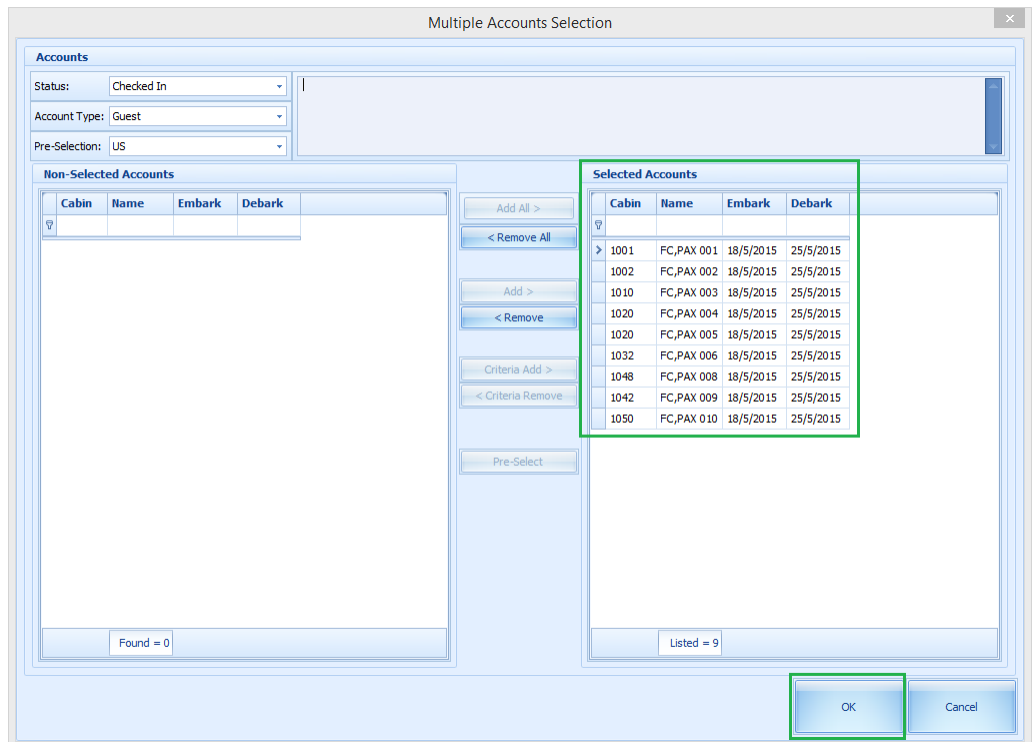 Multiple Accounts Selection
Accounts
Status: Checked In
Account Type: Guest
Pre-Selection: US
Non-Selected Accounts
Cabin Name Embark Debark
Found = 0
Add All >
< Remove All
Add >
< Remove
Criteria Add >
< Criteria Remove
Pre-Select
Selected Accounts
Cabin Name Embark Debark
1001 FC,PAX 001 18/5/2015 25/5/2015
1002 FC,PAX 002 18/5/2015 25/5/2015
1010 FC,PAX 003 18/5/2015 25/5/2015
1020 FC,PAX 004 18/5/2015 25/5/2015
1020 FC,PAX 005 18/5/2015 25/5/2015
1032 FC,PAX 006 18/5/2015 25/5/2015
1048 FC,PAX 008 18/5/2015 25/5/2015
1042 FC,PAX 009 18/5/2015 25/5/2015
1050 FC,PAX 010 18/5/2015 25/5/2015
Listed = 9
OK Cancel